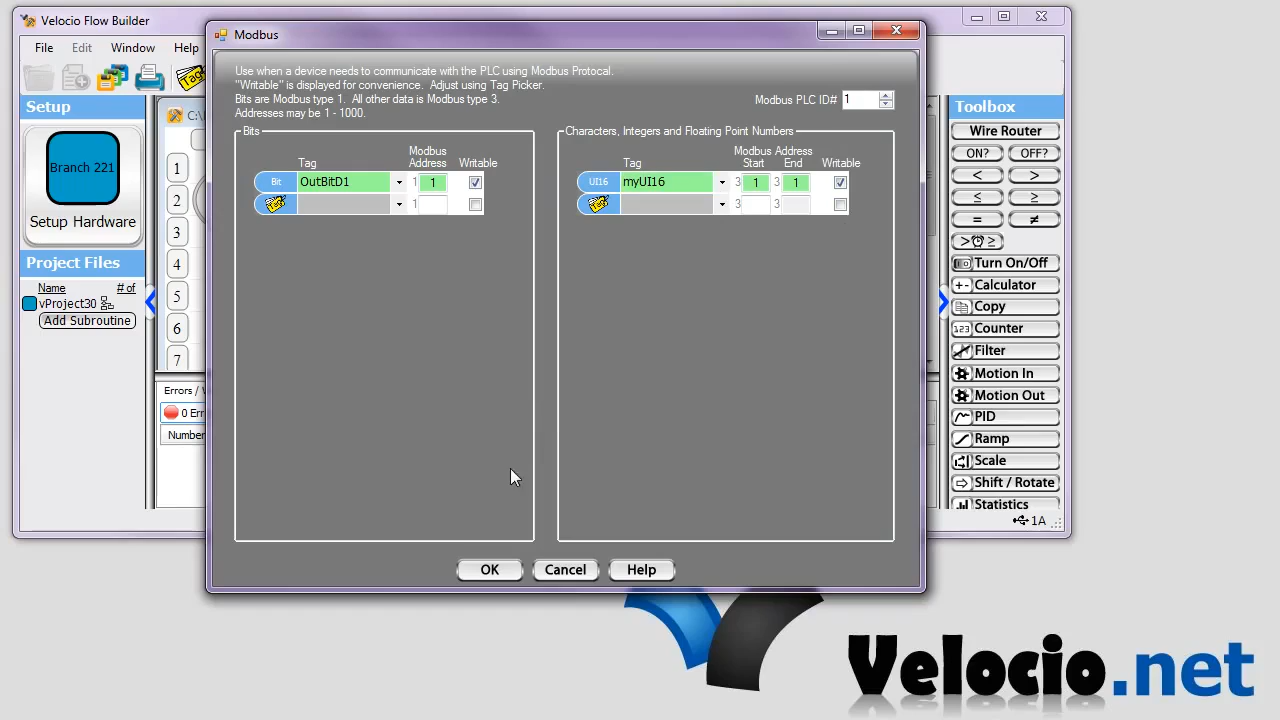 Velocio Flow Builder
File Edit Window Help
Tag
Setup
Branch 221
Setup Hardware
Project Files
Name # of
vProject30
Add Subroutine
C:\
1
2
3
4
5
6
7
Errors / 
0 Err
Number
Modbus
Use when a device needs to communicate with the PLC using Modbus Protocal.
"Writable" is displayed for convenience. Adjust using Tag Picker.
Bits are Modbus type 1. All other data is Modbus type 3.
Addresses may be 1 - 1000.
Modbus PLC ID# 1
Bits
Modbus
Tag Address Writable
Bit OutBitD1 1 1
Tag 1
Characters, Integers and Floating Point Numbers
Modbus Address
Tag Start End Writable
UI16 myUI16 3 1 3 1
Tag 3 3
OK Cancel Help
Toolbox
Wire Router
ON? OFF?
< >
≤ ≥
= ≠
> ≥
Turn On/Off
+- Calculator
Copy
123 Counter
Filter
Motion In
Motion Out
PID
Ramp
Scale
Shift / Rotate
Statistics
1A
Velocio.net